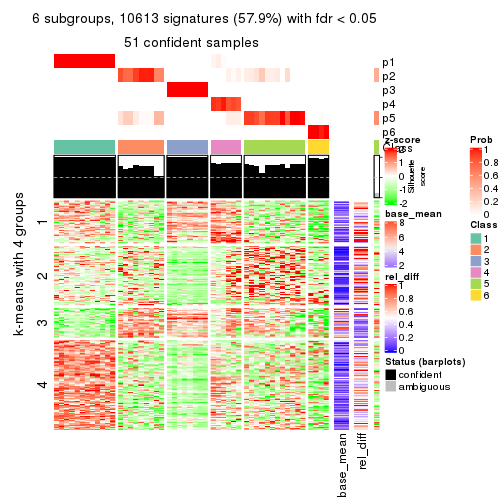 6 subgroups, 10613 signatures (57.9%) with fdr < 0.05
51 confident samples
p1
p2
p3
p4
p5
p6
Class
1
0.5
0
Silhouette
score
k-means with 4 groups
1
2
3
4
base_mean
rel_diff
z-score
2
1
0
-1
-2
base_mean
8
6
4
2
rel_diff
1
0.8
0.6
0.4
0.2
0
Status (barplots)
confident
ambiguous
Prob
1
0.8
0.6
0.4
0.2
0
Class
1
2
3
4
5
6